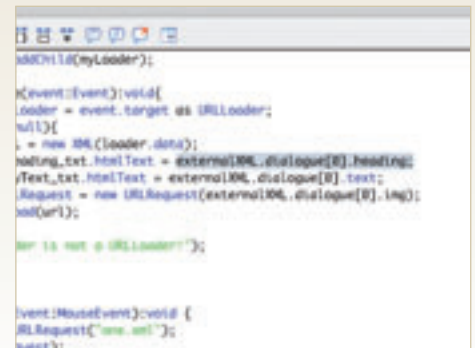 addChild(myLoader);
(event:Event):void{
Loader = event.target as URLLoader;
null){
= new XML(loader.data);
heading_txt.htmlText = externalXML.dialogue[0].heading;
yText_txt.htmlText = externalXML.dialogue[0].text;
Request = new URLRequest(externalXML.dialogue[0].img);
oad(url);
der is not a URLLoader!");
Event:MouseEvent):void {
RLRequest("one.xml");
quest);